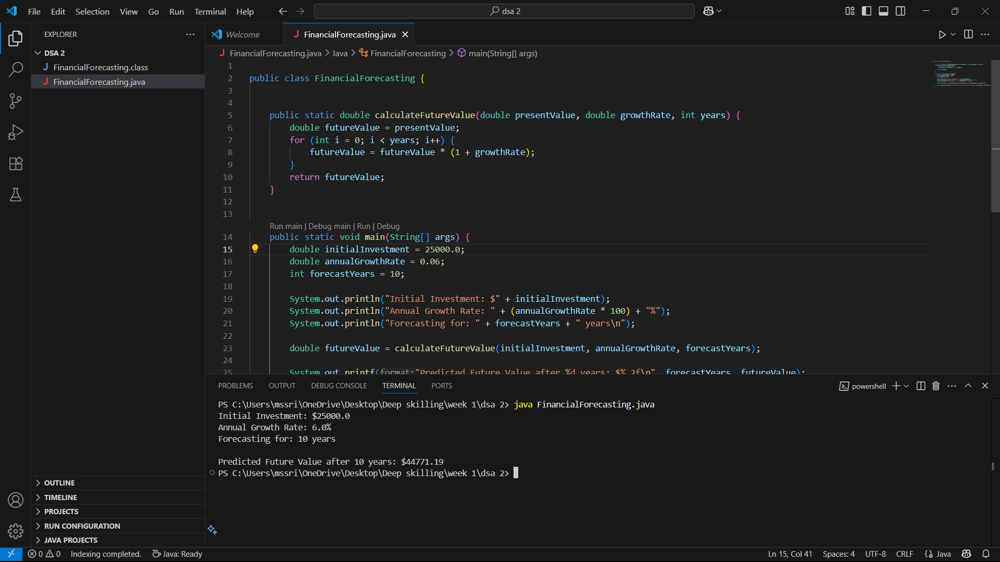 File Edit Selection View Go Run Terminal Help
dsa 2
EXPLORER
Welcome
J FinancialForecasting.java
DSA 2
J FinancialForecasting.java > Java > FinancialForecasting > main(String[] args)
J FinancialForecasting.class
J FinancialForecasting.java
1
2 public class FinancialForecasting {
3
4
5 public static double calculateFutureValue(double presentValue, double growthRate, int years) {
6 double futureValue = presentValue;
7 for (int i = 0; i < years; i++) {
8 futureValue = futureValue * (1 + growthRate);
9 }
10 return futureValue;
11 }
12
13
Run main | Debug main | Run | Debug
14 public static void main(String[] args) {
15 double initialInvestment = 25000.0;
16 double annualGrowthRate = 0.06;
17 int forecastYears = 10;
18
19 System.out.println("Initial Investment: $" + initialInvestment);
20 System.out.println("Annual Growth Rate: " + (annualGrowthRate * 100) + "%");
21 System.out.println("Forecasting for: " + forecastYears + " years\n");
22
23 double futureValue = calculateFutureValue(initialInvestment, annualGrowthRate, forecastYears);
24
25 System.out.printf(format:"Predicted Future Value after %d years: $%.2f\n", forecastYears, futureValue);
PROBLEMS OUTPUT DEBUG CONSOLE TERMINAL PORTS
powershell
PS C:\Users\mssri\OneDrive\Desktop\Deep skilling\week 1\dsa 2> java FinancialForecasting.java
Initial Investment: $25000.0
Annual Growth Rate: 6.0%
Forecasting for: 10 years
Predicted Future Value after 10 years: $44771.19
PS C:\Users\mssri\OneDrive\Desktop\Deep skilling\week 1\dsa 2>
OUTLINE
TIMELINE
PROJECTS
RUN CONFIGURATION
JAVA PROJECTS
0 0 Indexing completed. Java: Ready
Ln 15, Col 41 Spaces: 4 UTF-8 CRLF {} Java